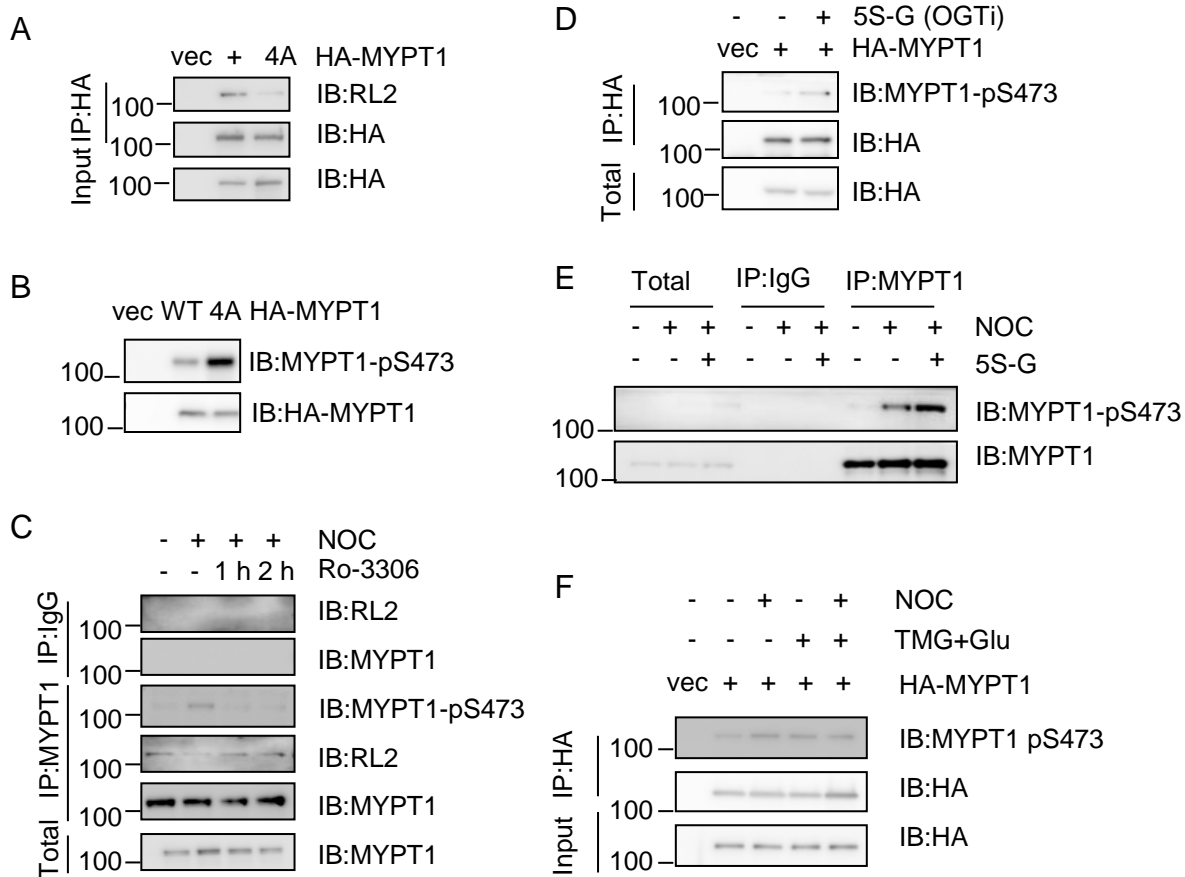 A
vec + 4A HA-MYPT1
IP:HA
100 IB:RL2
100 IB:HA
Input
100 IB:HA
B
vec WT 4A HA-MYPT1
100 IB:MYPT1-pS473
100 IB:HA-MYPT1
C
- + + + NOC
- - 1 h 2 h Ro-3306
IP:IgG
100 IB:RL2
100 IB:MYPT1
IP:MYPT1
100 IB:MYPT1-pS473
100 IB:RL2
100 IB:MYPT1
Total
100 IB:MYPT1
D
- - + 5S-G (OGTi)
vec + + HA-MYPT1
IP:HA
100 IB:MYPT1-pS473
100 IB:HA
Total
100 IB:HA
E
Total IP:IgG IP:MYPT1
- + + - + + - + + NOC
- - + - - + - - + 5S-G
100 IB:MYPT1-pS473
100 IB:MYPT1
F
- - + - + NOC
- - - + + TMG+Glu
vec + + + + HA-MYPT1
IP:HA
100 IB:MYPT1 pS473
100 IB:HA
Input
100 IB:HA